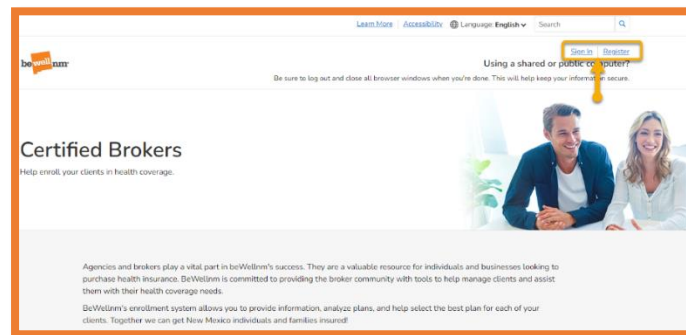 Learn More Accessibility Language: English Search
Sign In Register
bewellnm
Using a shared or public computer?
Be sure to log out and close all browser windows when you're done. This will help keep your information secure.
Certified Brokers
Help enroll your clients in health coverage.
Agencies and brokers play a vital part in beWellnm's success. They are a valuable resource for individuals and businesses looking to
purchase health insurance. BeWellnm is committed to providing the broker community with tools to help manage clients and assist
them with their health coverage needs.
BeWellnm's enrollment system allows you to provide information, analyze plans, and help select the best plan for each of your
clients. Together we can get New Mexico individuals and families insured!